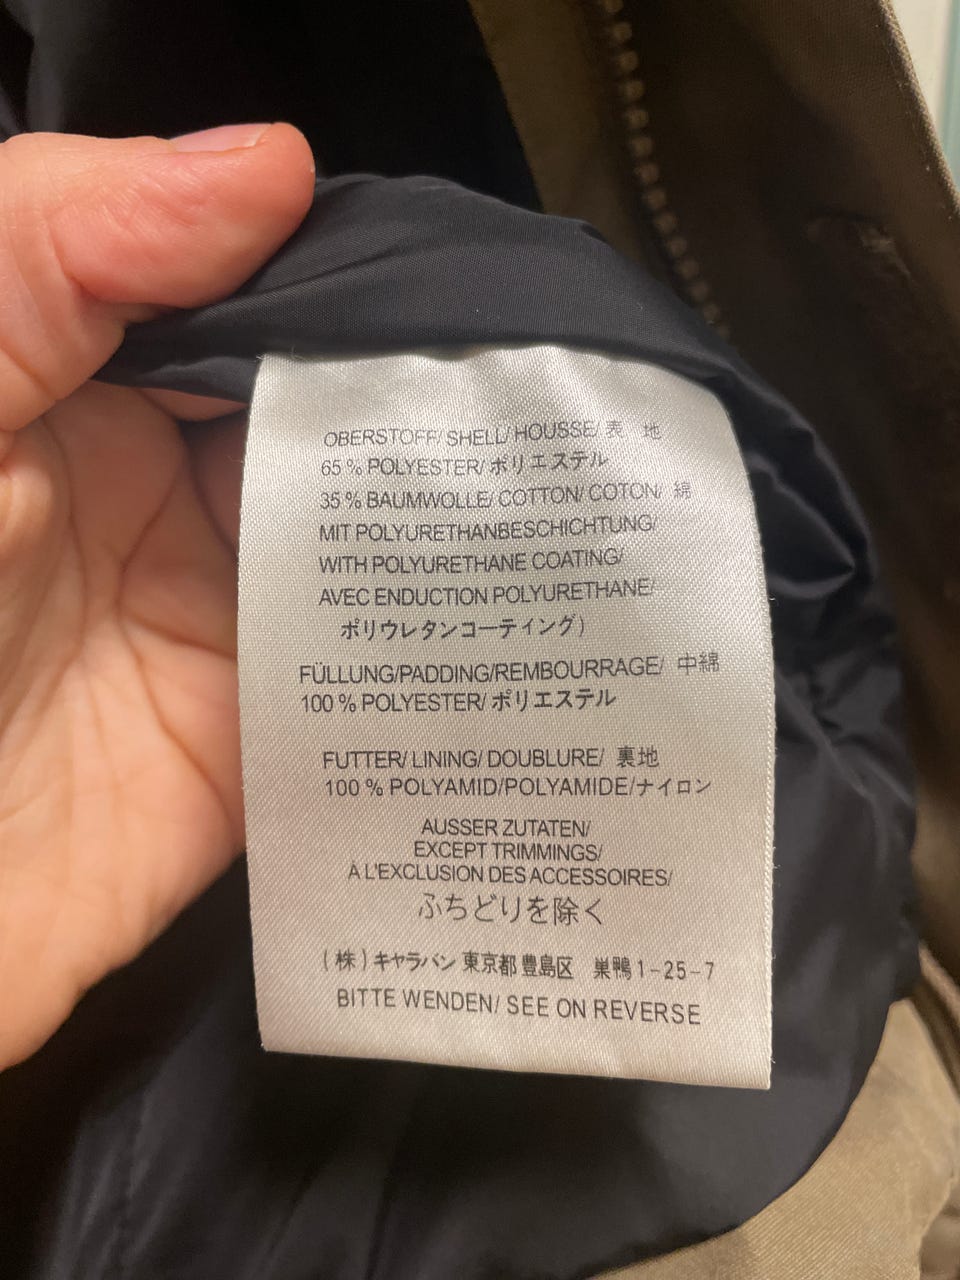 OBERSTOFF/ SHELL/ HOUSSE/ 表 地
65 % POLYESTER/ ポリエステル
35 % BAUMWOLLE/ COTTON/ COTON/ 綿
MIT POLYURETHANBESCHICHTUNG/
WITH POLYURETHANE COATING/
AVEC ENDUCTION POLYURETHANE/
ポリウレタンコーティング)
FÜLLUNG/PADDING/REMBOURRAGE/ 中綿
100 % POLYESTER/ ポリエステル
FUTTER/ LINING/ DOUBLURE/ 裏地
100 % POLYAMID/POLYAMIDE/ナイロン
AUSSER ZUTATEN/
EXCEPT TRIMMINGS/
À L'EXCLUSION DES ACCESSOIRES/
ふちどりを除く
(株)キャラバン 東京都 豊島区 巣鴨1-25-7
BITTE WENDEN/ SEE ON REVERSE